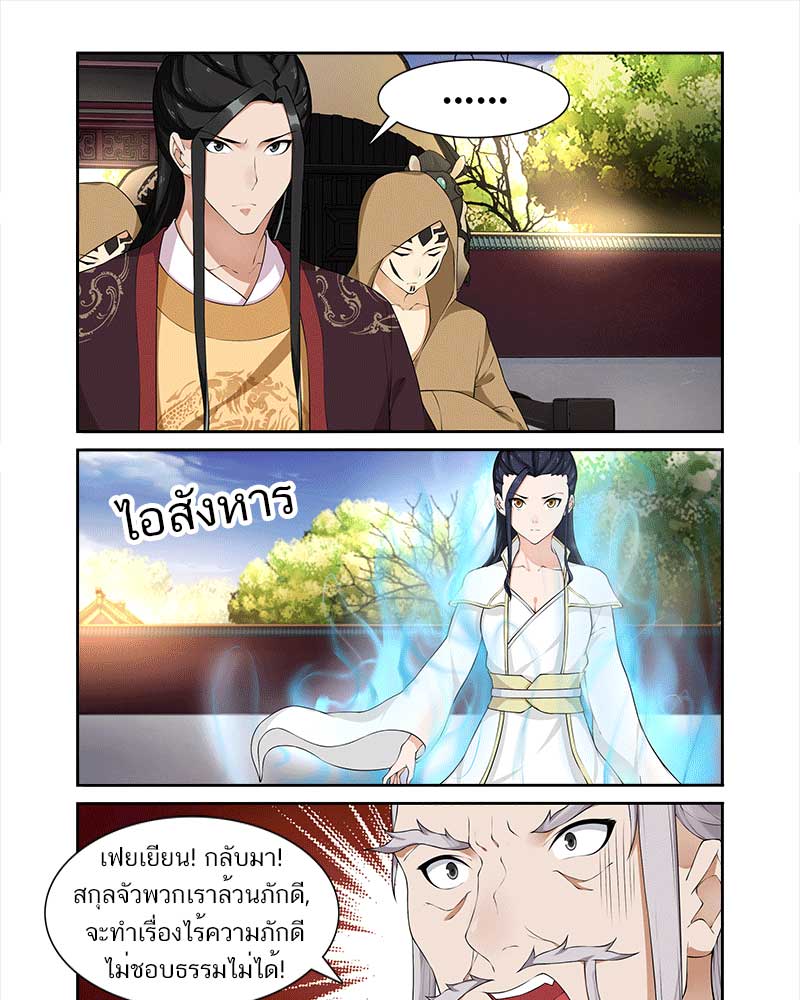 ••••••
ไอสังหาร
เฟยเยียน! กลับมา!
สกุลจัวพวกเราล้วนภักดี,
จะทำเรื่องไร้ความภักดี
ไม่ชอบธรรมไม่ได้!